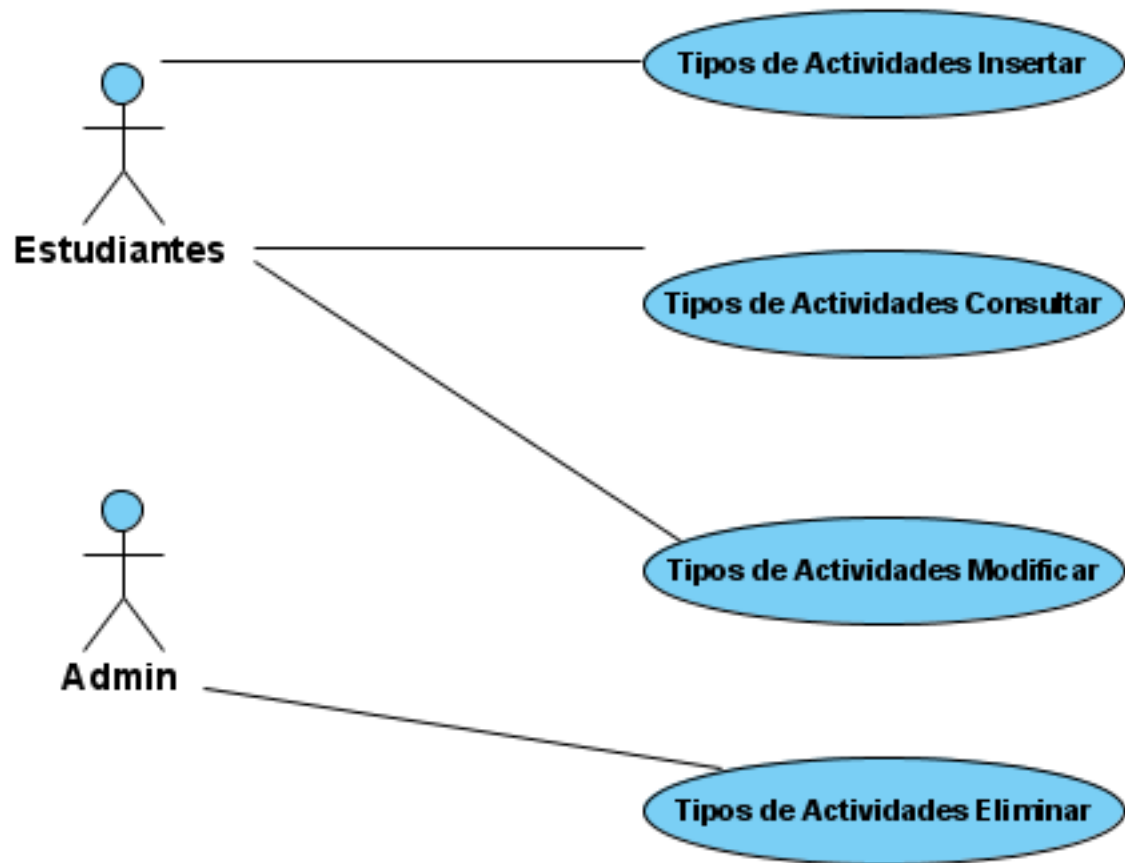 Tipos de Actividades Insertar
Estudiantes
Tipos de Actividades Consultar
Tipos de Actividades Modificar
Admin
Tipos de Actividades Eliminar